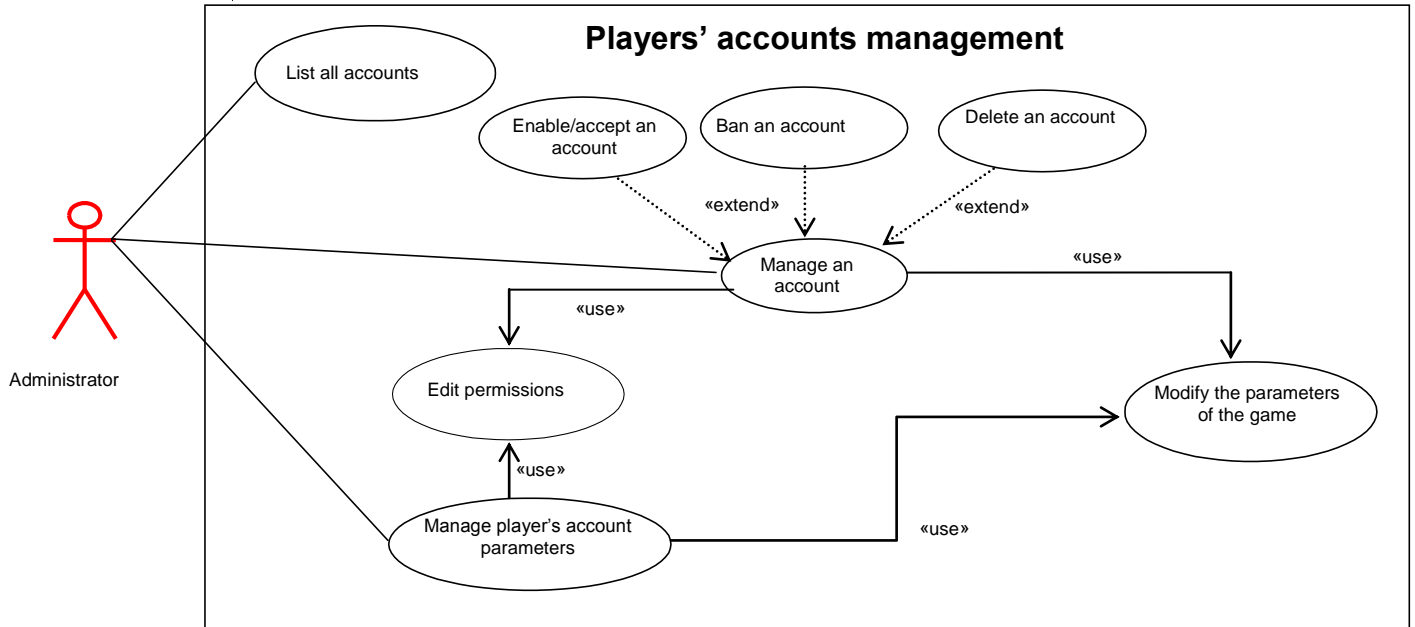 Players’ accounts management
List all accounts
Enable/accept an
account
Ban an account
Delete an account
«extend»
«extend»
Manage an
account
«use»
«use»
Administrator
Edit permissions
Modify the parameters
of the game
«use»
Manage player’s account
parameters
«use»